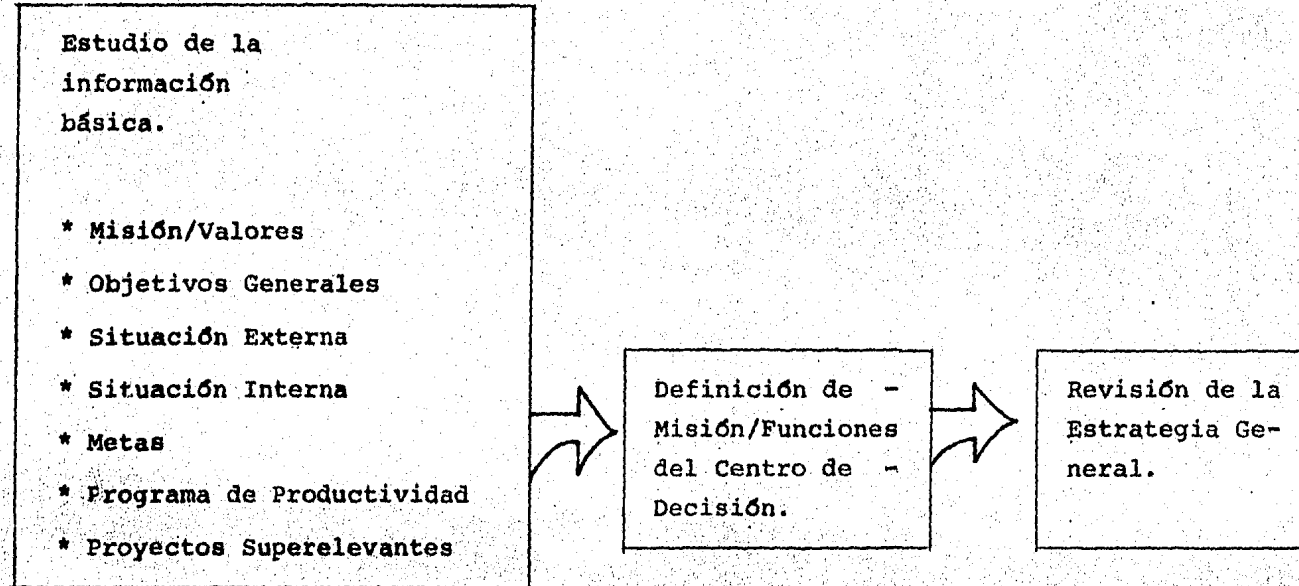 Estudio de la
información
básica.
* Misión/Valores
* Objetivos Generales
* Situación Externa
* Situación Interna
* Metas
* Programa de Productividad
* Proyectos Superelevantes
Definición de -
Misión/Funciones
del Centro de -
Decisión.
Revisión de la
Estrategia Ge-
neral.